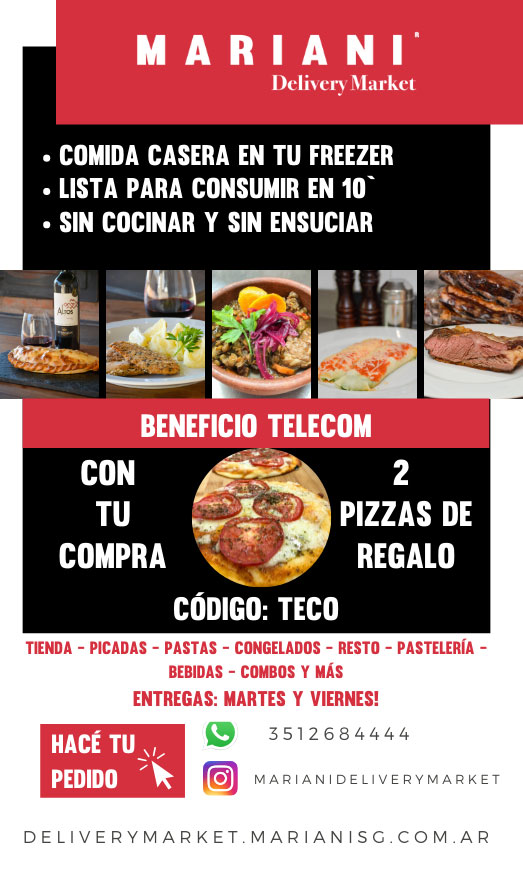 MARIANI
Delivery Market
• COMIDA CASERA EN TU FREEZER
• LISTA PARA CONSUMIR EN 10`
• SIN COCINAR Y SIN ENSUCIAR
ALTOS
BENEFICIO TELECOM
CON
TU
COMPRA
2
PIZZAS DE
REGALO
CÓDIGO: TECO
TIENDA - PICADAS - PASTAS - CONGELADOS - RESTO - PASTELERÍA -
BEBIDAS - COMBOS Y MÁS
ENTREGAS: MARTES Y VIERNES!
HACÉ TU
PEDIDO
3512684444
MARIANIDELIVERYMARKET
DELIVERYMARKET.MARIANISG.COM.AR